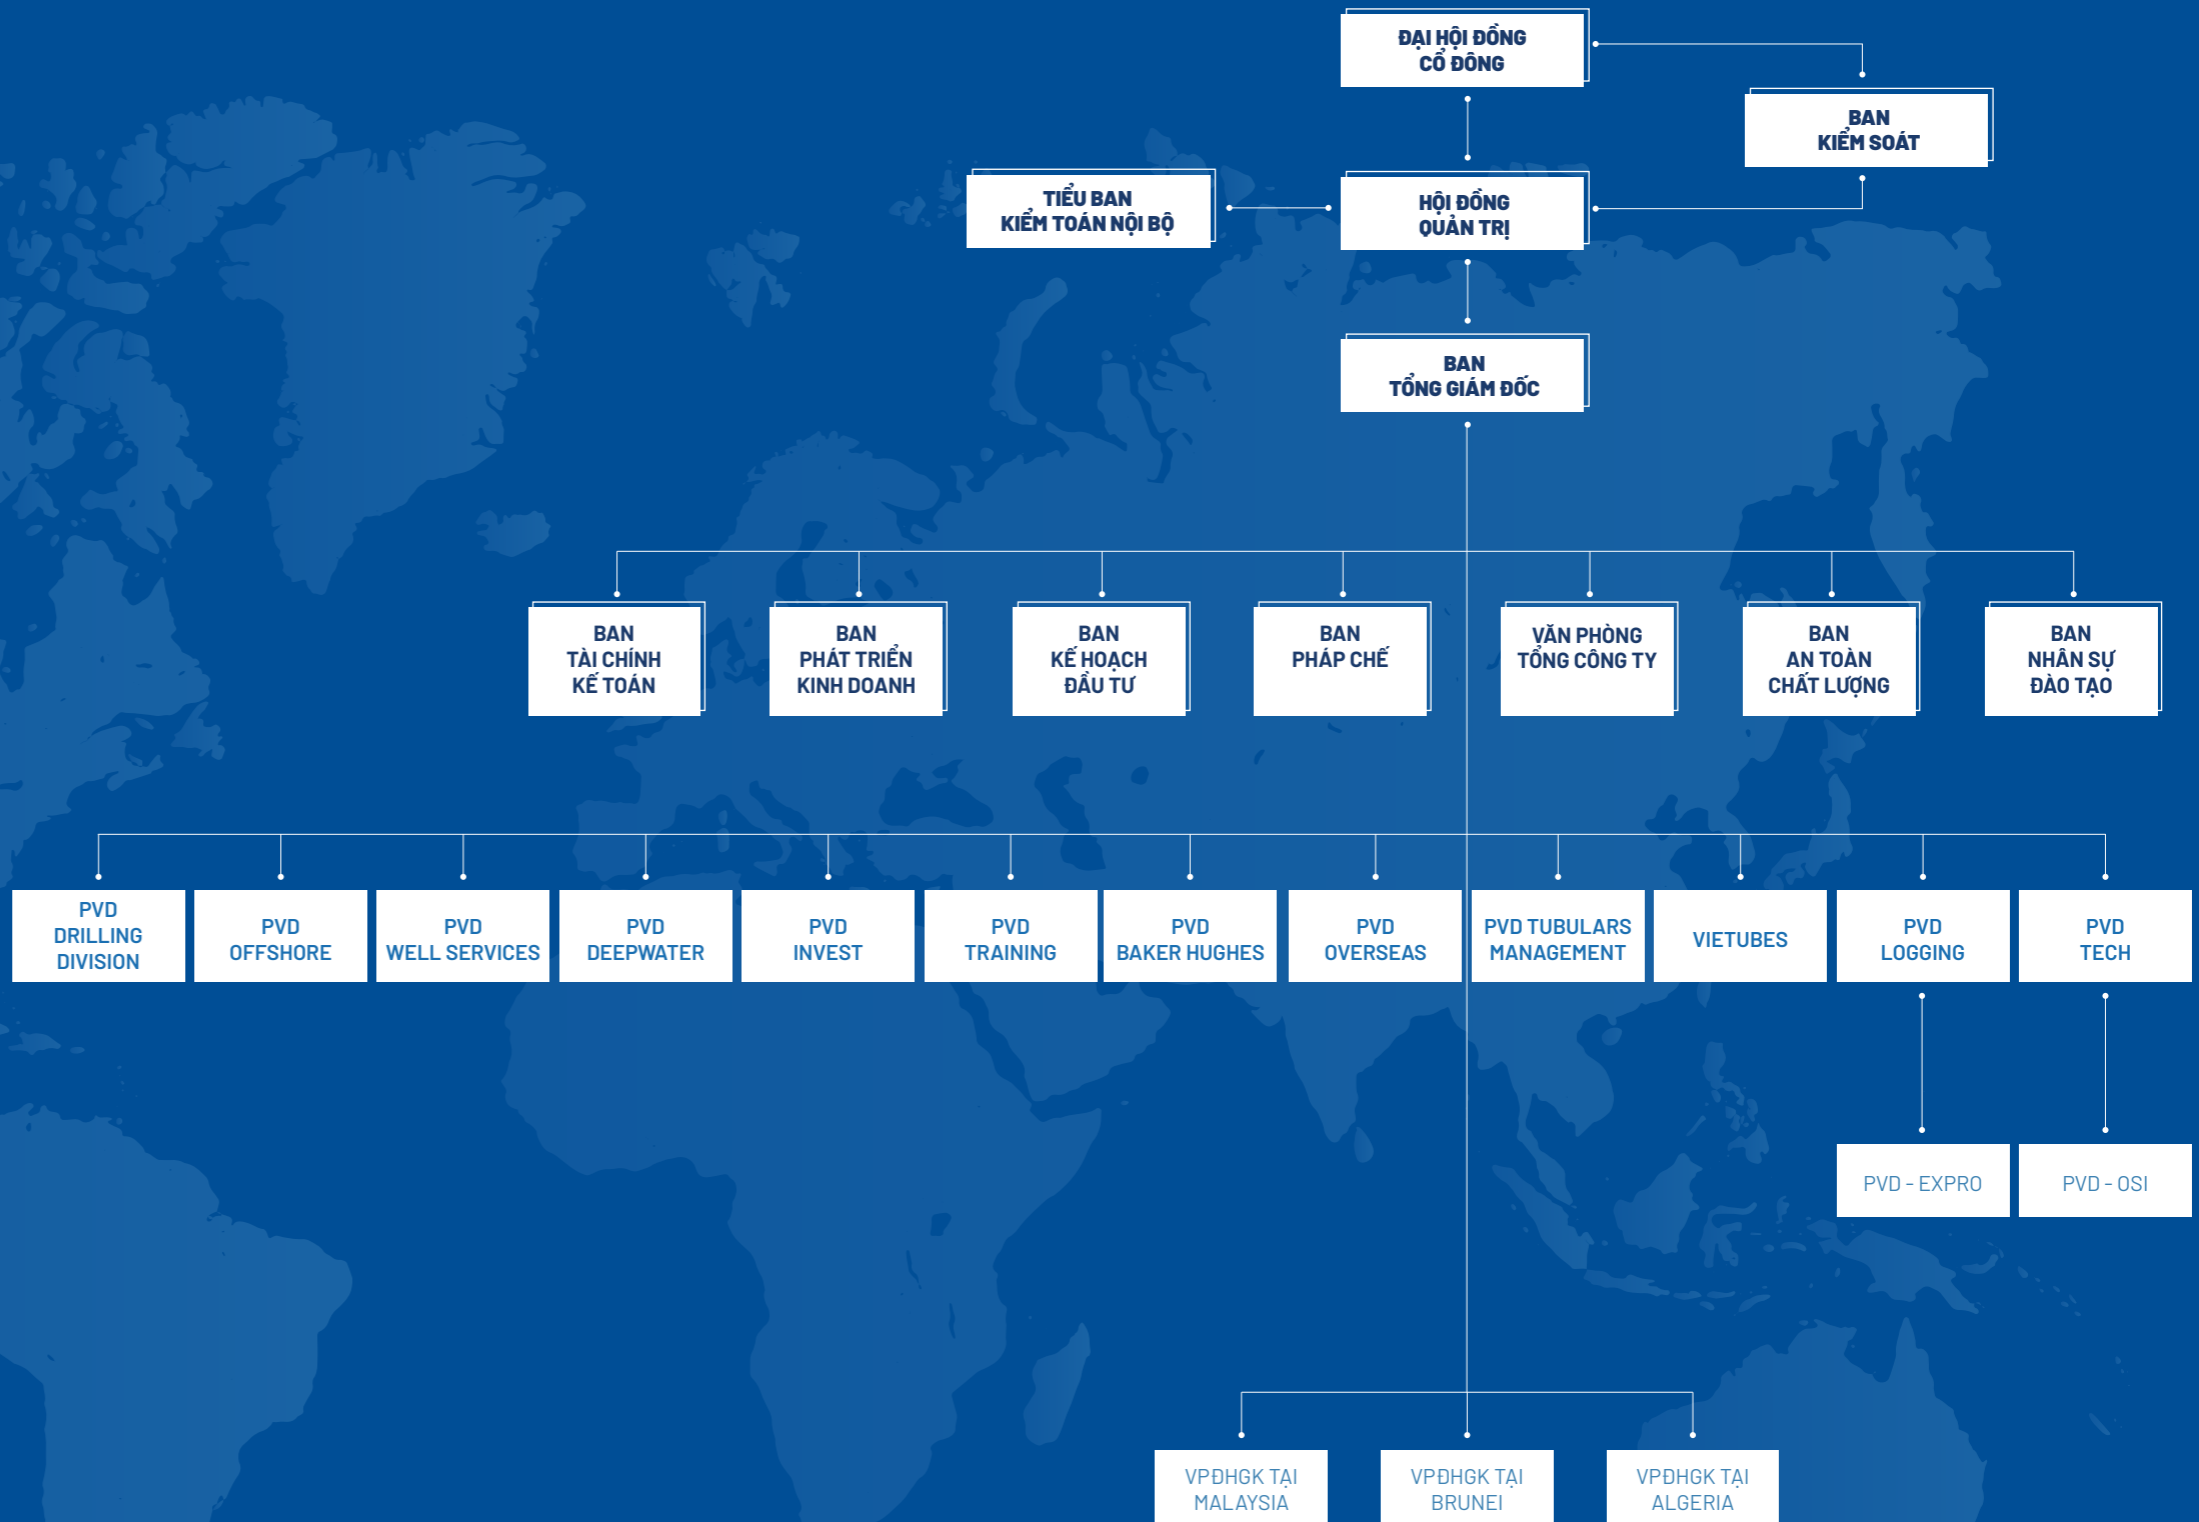 ĐẠI HỘI ĐỒNG
CỔ ĐÔNG
BAN
KIỂM SOÁT
TIỂU BAN
KIỂM TOÁN NỘI BỘ
HỘI ĐỒNG
QUẢN TRỊ
BAN
TỔNG GIÁM ĐỐC
BAN
TÀI CHÍNH
KẾ TOÁN
BAN
PHÁT TRIỂN
KINH DOANH
BAN
KẾ HOẠCH
ĐẦU TƯ
BAN
PHÁP CHẾ
VĂN PHÒNG
TỔNG CÔNG TY
BAN
AN TOÀN
CHẤT LƯỢNG
BAN
NHÂN SỰ
ĐÀO TẠO
PVD
DRILLING
DIVISION
PVD
OFFSHORE
PVD
WELL SERVICES
PVD
DEEPWATER
PVD
INVEST
PVD
TRAINING
PVD
BAKER HUGHES
PVD
OVERSEAS
PVD TUBULARS
MANAGEMENT
VIETUBES
PVD
LOGGING
PVD
TECH
PVD - EXPRO
PVD - OSI
VPĐHGK TẠI
MALAYSIA
VPĐHGK TẠI
BRUNEI
VPĐHGK TẠI
ALGERIA